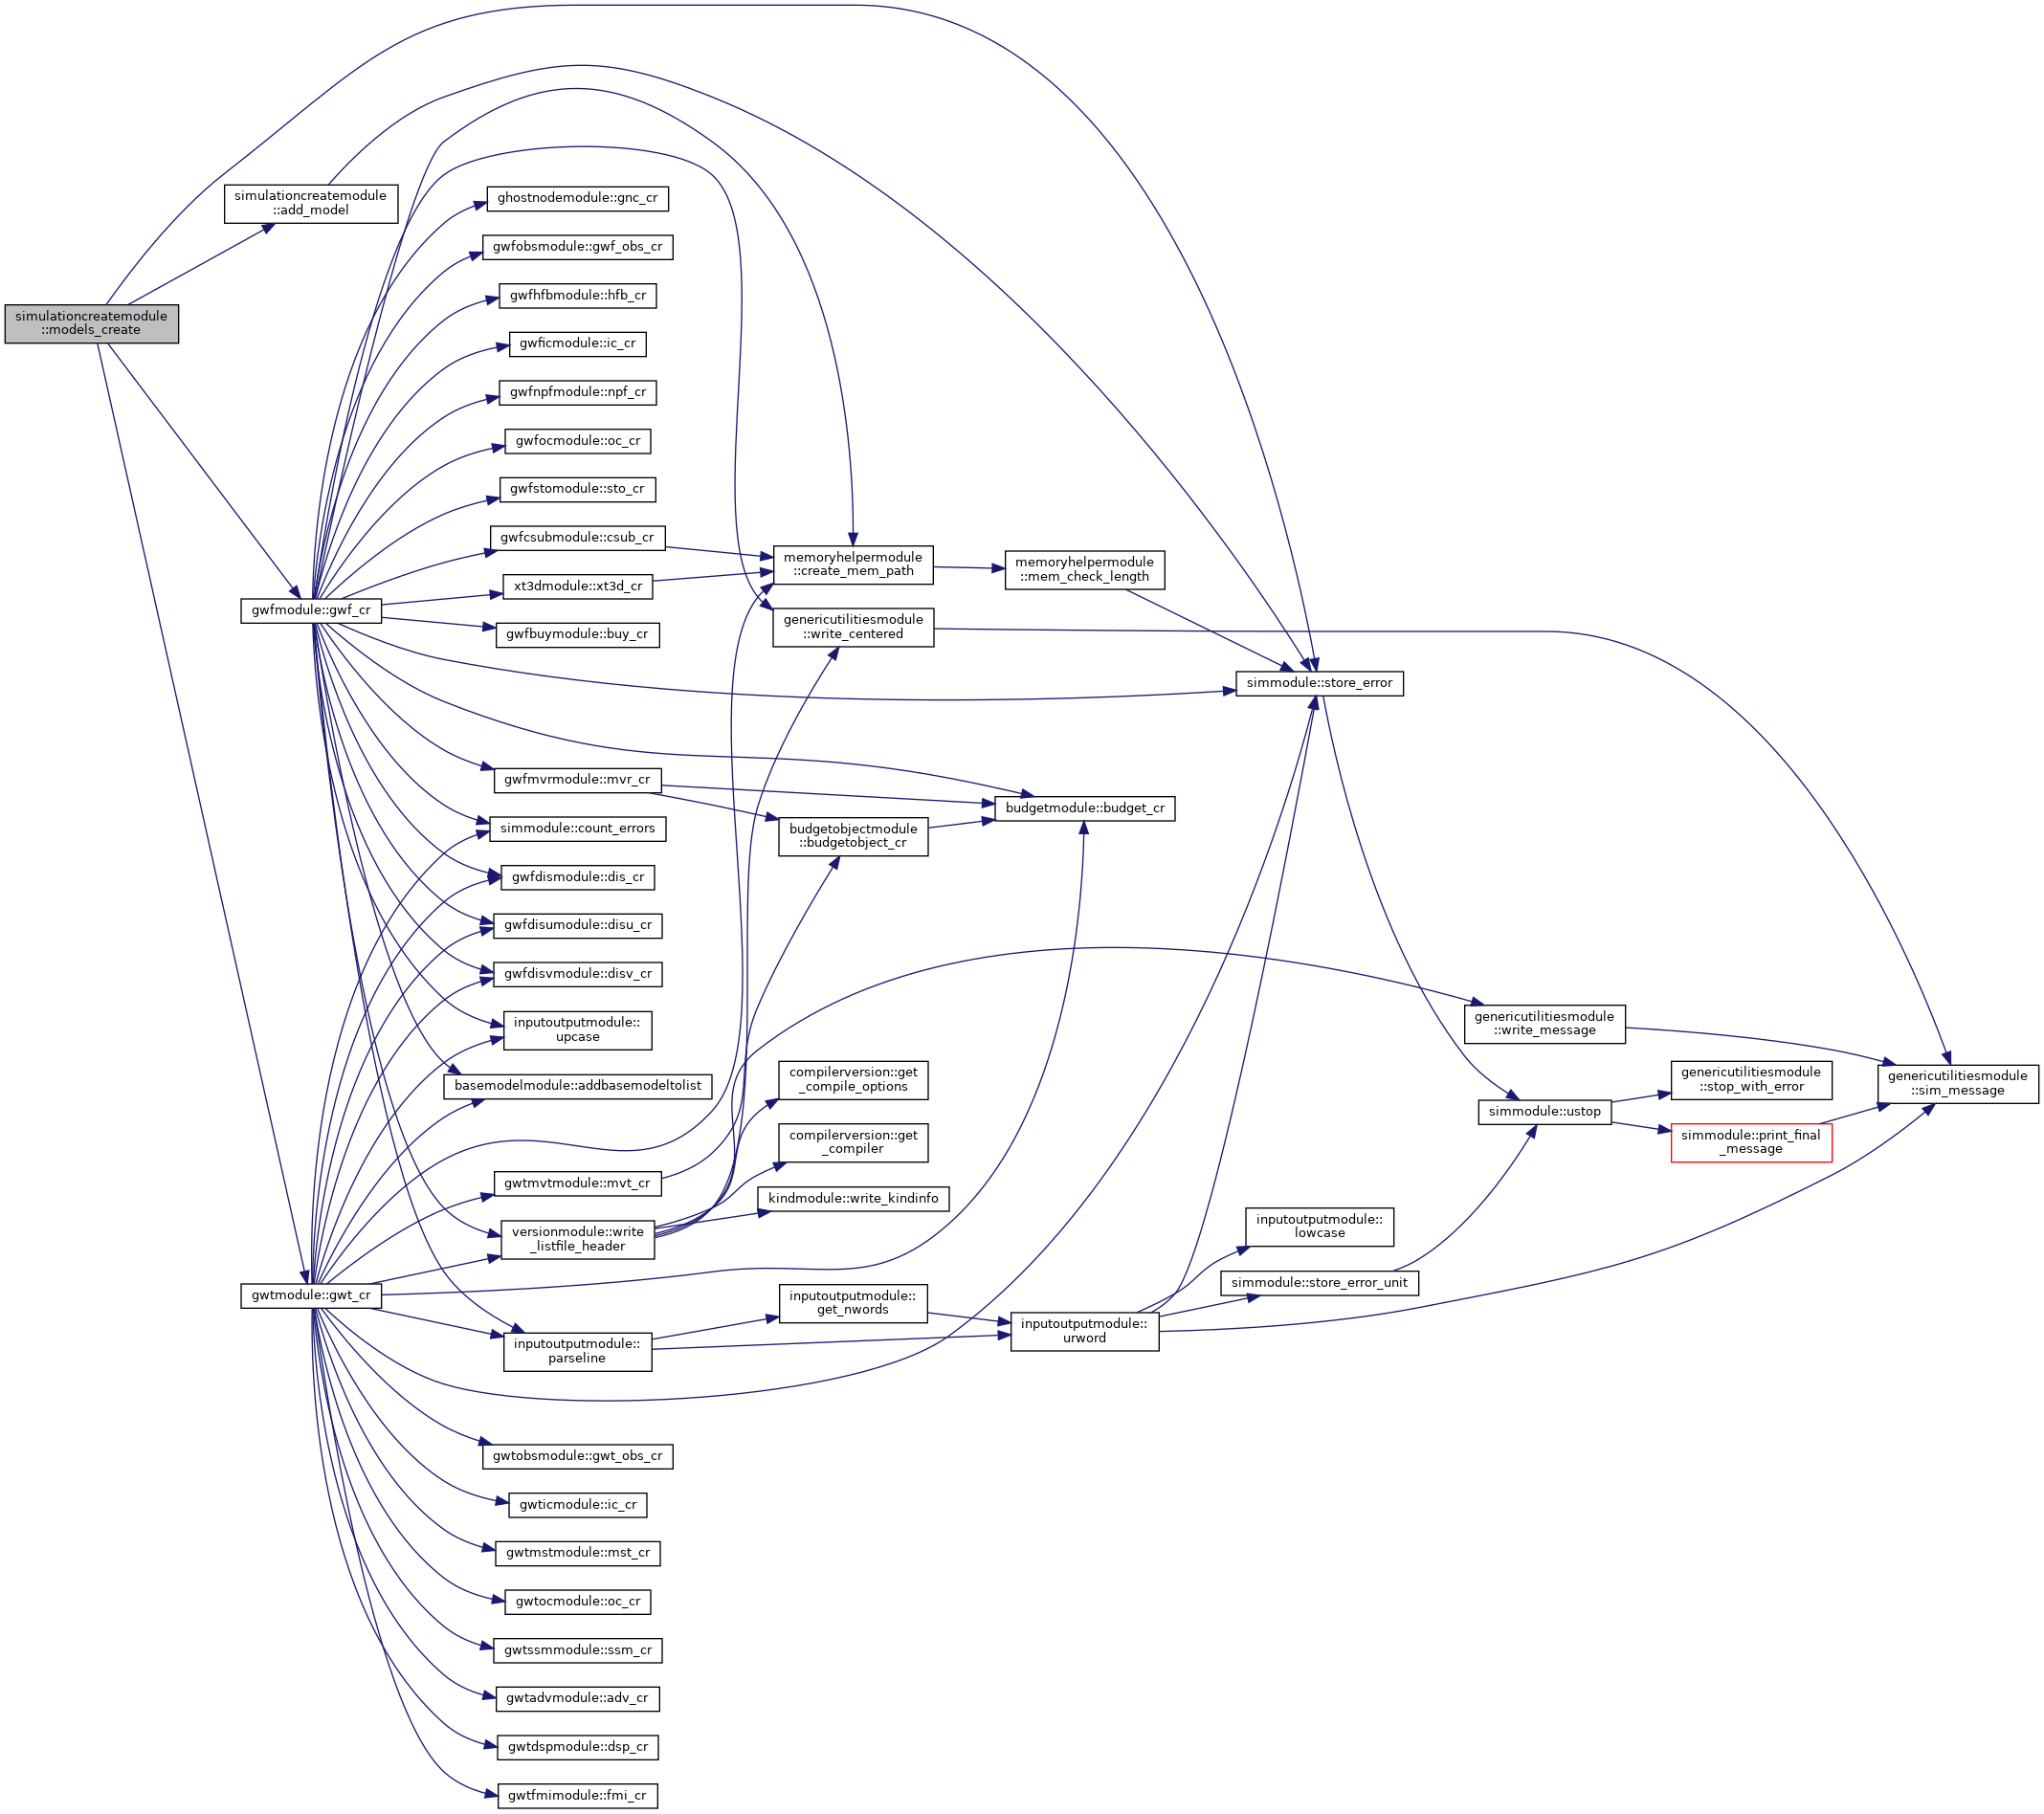 simulationcreatemodule
::models_create
simulationcreatemodule
::add_model
gwfmodule::gwf_cr
gwtmodule::gwt_cr
ghostnodemodule::gnc_cr
gwfobsmodule::gwf_obs_cr
gwfhfbmodule::hfb_cr
gwficmodule::ic_cr
gwfnpfmodule::npf_cr
gwfocmodule::oc_cr
gwfstomodule::sto_cr
gwfcsubmodule::csub_cr
xt3dmodule::xt3d_cr
gwfbuymodule::buy_cr
gwfmvrmodule::mvr_cr
simmodule::count_errors
gwfdismodule::dis_cr
gwfdisumodule::disu_cr
gwfdisvmodule::disv_cr
inputoutputmodule::
upcase
basemodelmodule::addbasemodeltolist
gwtmvtmodule::mvt_cr
versionmodule::write
_listfile_header
inputoutputmodule::
parseline
gwtobsmodule::gwt_obs_cr
gwticmodule::ic_cr
gwtmstmodule::mst_cr
gwtocmodule::oc_cr
gwtssmmodule::ssm_cr
gwtadvmodule::adv_cr
gwtdspmodule::dsp_cr
gwtfmimodule::fmi_cr
memoryhelpermodule
::create_mem_path
genericutilitiesmodule
::write_centered
budgetobjectmodule
::budgetobject_cr
compilerversion::get
_compile_options
compilerversion::get
_compiler
kindmodule::write_kindinfo
inputoutputmodule::
get_nwords
memoryhelpermodule
::mem_check_length
budgetmodule::budget_cr
inputoutputmodule::
urword
simmodule::store_error
inputoutputmodule::
lowcase
simmodule::store_error_unit
genericutilitiesmodule
::write_message
simmodule::ustop
genericutilitiesmodule
::stop_with_error
simmodule::print_final
_message
genericutilitiesmodule
::sim_message